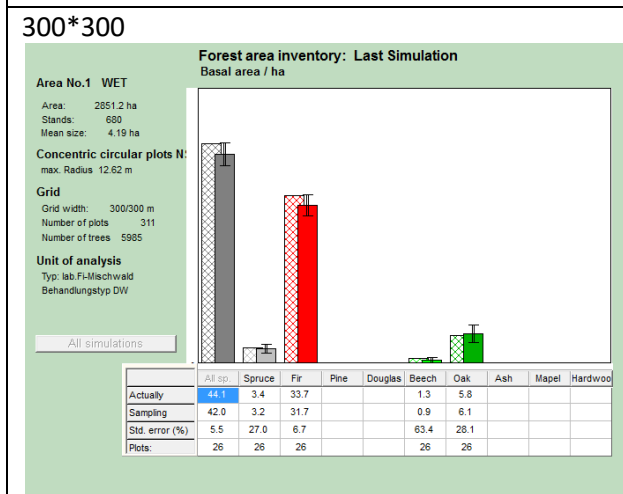 300*300
Forest area inventory: Last Simulation
Basal area / ha
Area No.1 WET
Area: 2851.2 ha
Stands: 680
Mean size: 4.19 ha
Concentric circular plots N
max. Radius 12.62 m
Grid
Grid width: 300/300 m
Number of plots 311
Number of trees 5985
Unit of analysis
Typ: lab.Fi-Mischwald
Behandlungstyp DW
All simulations
All sp. Spruce Fir Pine Douglas Beech Oak Ash Mapel Hardwoo
Actually 44.1 3.4 33.7 1.3 5.8
Sampling 42.0 3.2 31.7 0.9 6.1
Std. error (%) 5.5 27.0 6.7 63.4 28.1
Plots: 26 26 26 26 26